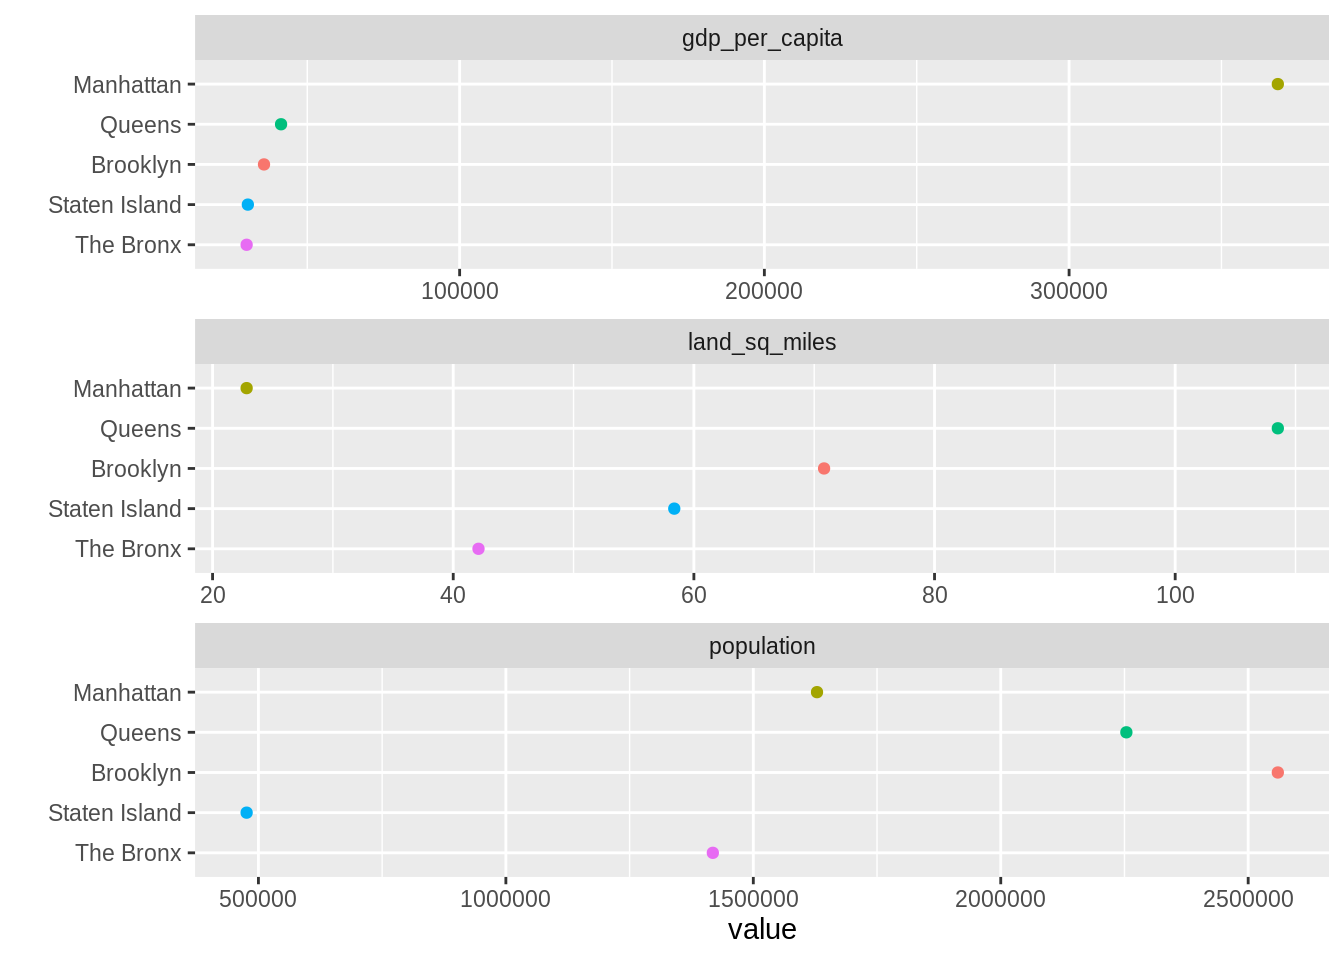 gdp_per_capita
Manhattan
Queens
Brooklyn
Staten Island
The Bronx
100000 200000 300000
land_sq_miles
Manhattan
Queens
Brooklyn
Staten Island
The Bronx
20 40 60 80 100
population
Manhattan
Queens
Brooklyn
Staten Island
The Bronx
500000 1000000 1500000 2000000 2500000
value